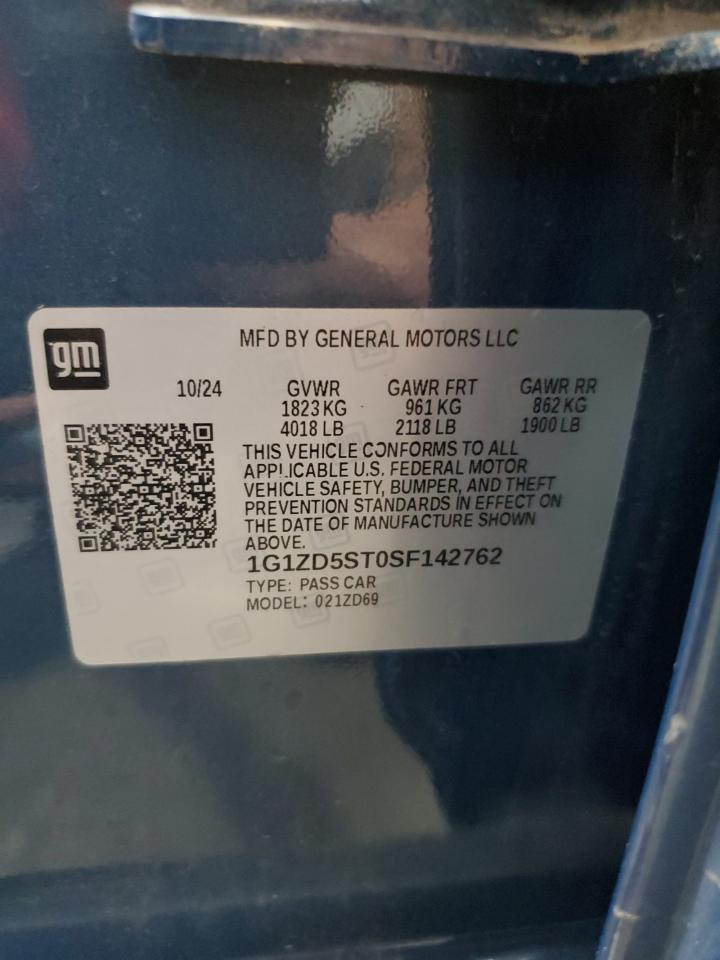 gm
MFD BY GENERAL MOTORS LLC
10/24 GVWR GAWR FRT GAWR RR
1823 KG 961 KG 862 KG
4018 LB 2118 LB 1900 LB
THIS VEHICLE CONFORMS TO ALL
APPLICABLE U.S. FEDERAL MOTOR
VEHICLE SAFETY, BUMPER, AND THEFT
PREVENTION STANDARDS IN EFFECT ON
THE DATE OF MANUFACTURE SHOWN
ABOVE.
1G1ZD5ST0SF142762
TYPE: PASS CAR
MODEL: 021ZD69